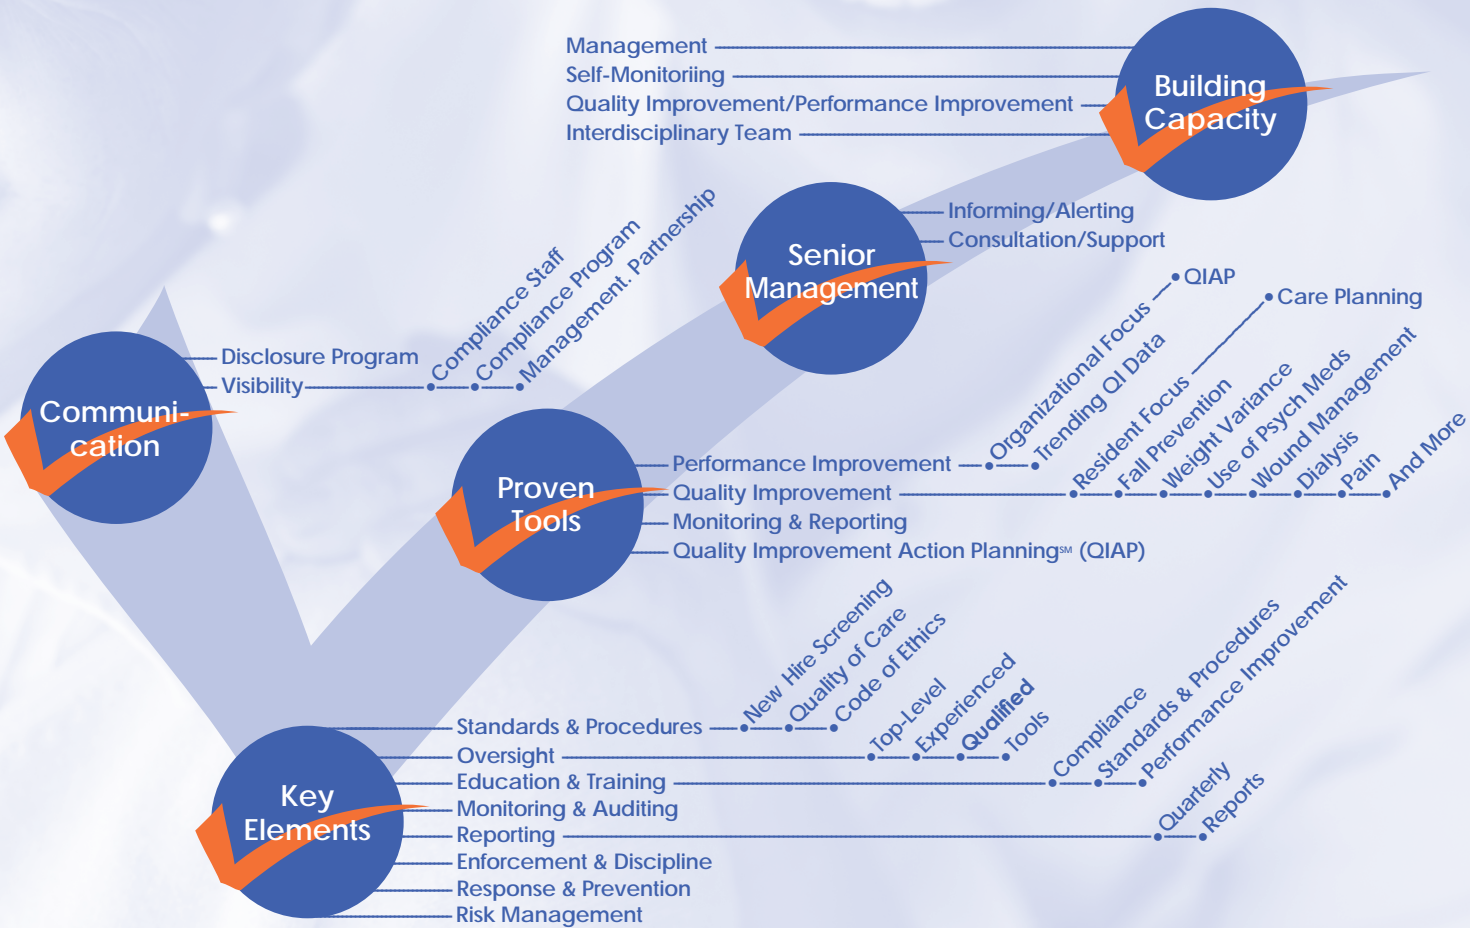 Management
Self-Monitoriing
Quality Improvement/Performance Improvement
Interdisciplinary Team
Building
Capacity
Senior
Management
Informing/Alerting
Consultation/Support
Communi-
cation
Disclosure Program
Visibility
Compliance Staff
Compliance Program
Management. Partnership
Proven
Tools
Performance Improvement
Organizational Focus
QIAP
Trending QI Data
Quality Improvement
Resident Focus
Care Planning
Fall Prevention
Weight Variance
Use of Psych Meds
Wound Management
Dialysis
Pain
And More
Monitoring & Reporting
Quality Improvement Action Planning℠ (QIAP)
Key
Elements
Standards & Procedures
New Hire Screening
Quality of Care
Code of Ethics
Oversight
Top-Level
Experienced
Qualified
Tools
Education & Training
Compliance
Standards & Procedures
Performance Improvement
Monitoring & Auditing
Reporting
Quarterly
Reports
Enforcement & Discipline
Response & Prevention
Risk Management